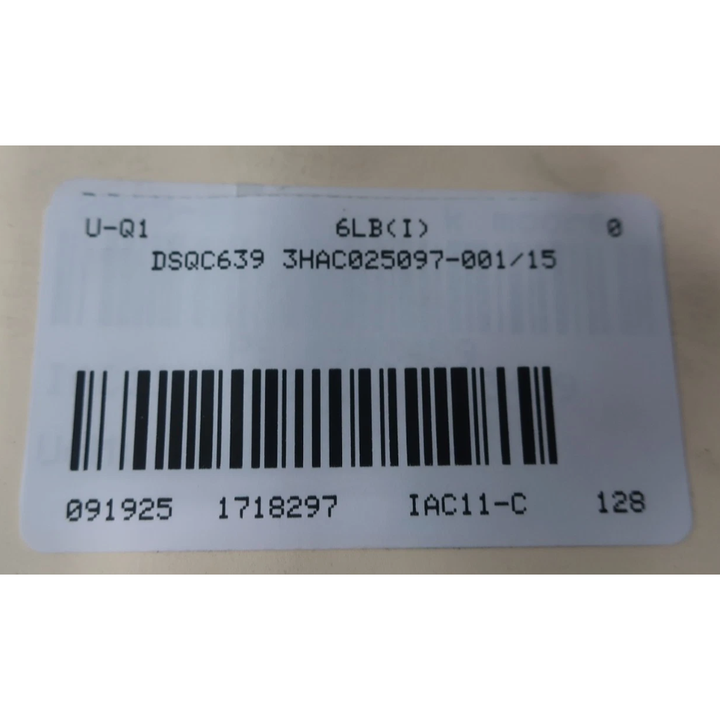 U-Q1 6LB(I) 0
DSQC639 3HAC025097-001/15
091925 1718297 IAC11-C 128